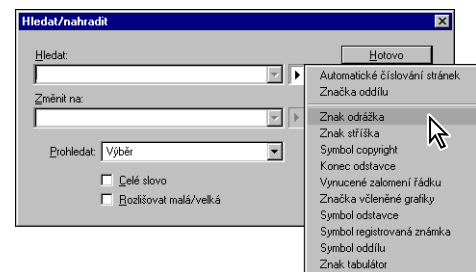 Hledat/nahradit
Hledat:
Hotovo
Automatické číslování stránek
Značka oddílu
Změnit na:
Znak odrážka
Znak stříška
Prohledat: Výběr
Symbol copyright
Konec odstavce
Celé slovo
Vynucené zalomení řádku
Rozlišovat malá/velká
Značka včleněné grafiky
Symbol odstavce
Symbol registrovaná známka
Symbol oddílu
Znak tabulátor